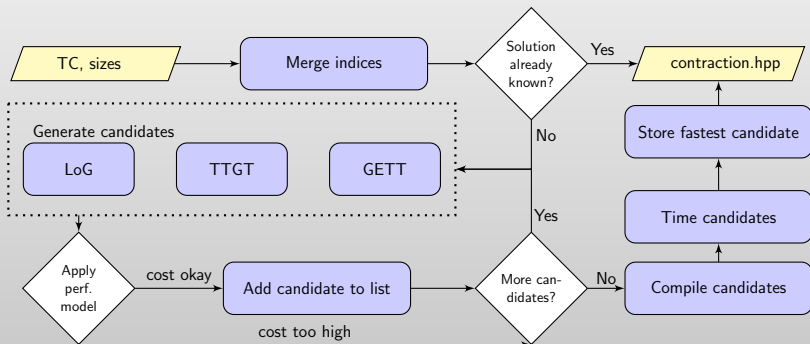 TC, sizes
Merge indices
Solution
already
known?
Yes
contraction.hpp
No
Generate candidates
LoG
TTGT
GETT
Store fastest candidate
Time candidates
Yes
Apply
perf.
model
cost okay
Add candidate to list
More can-
didates?
No
Compile candidates
cost too high